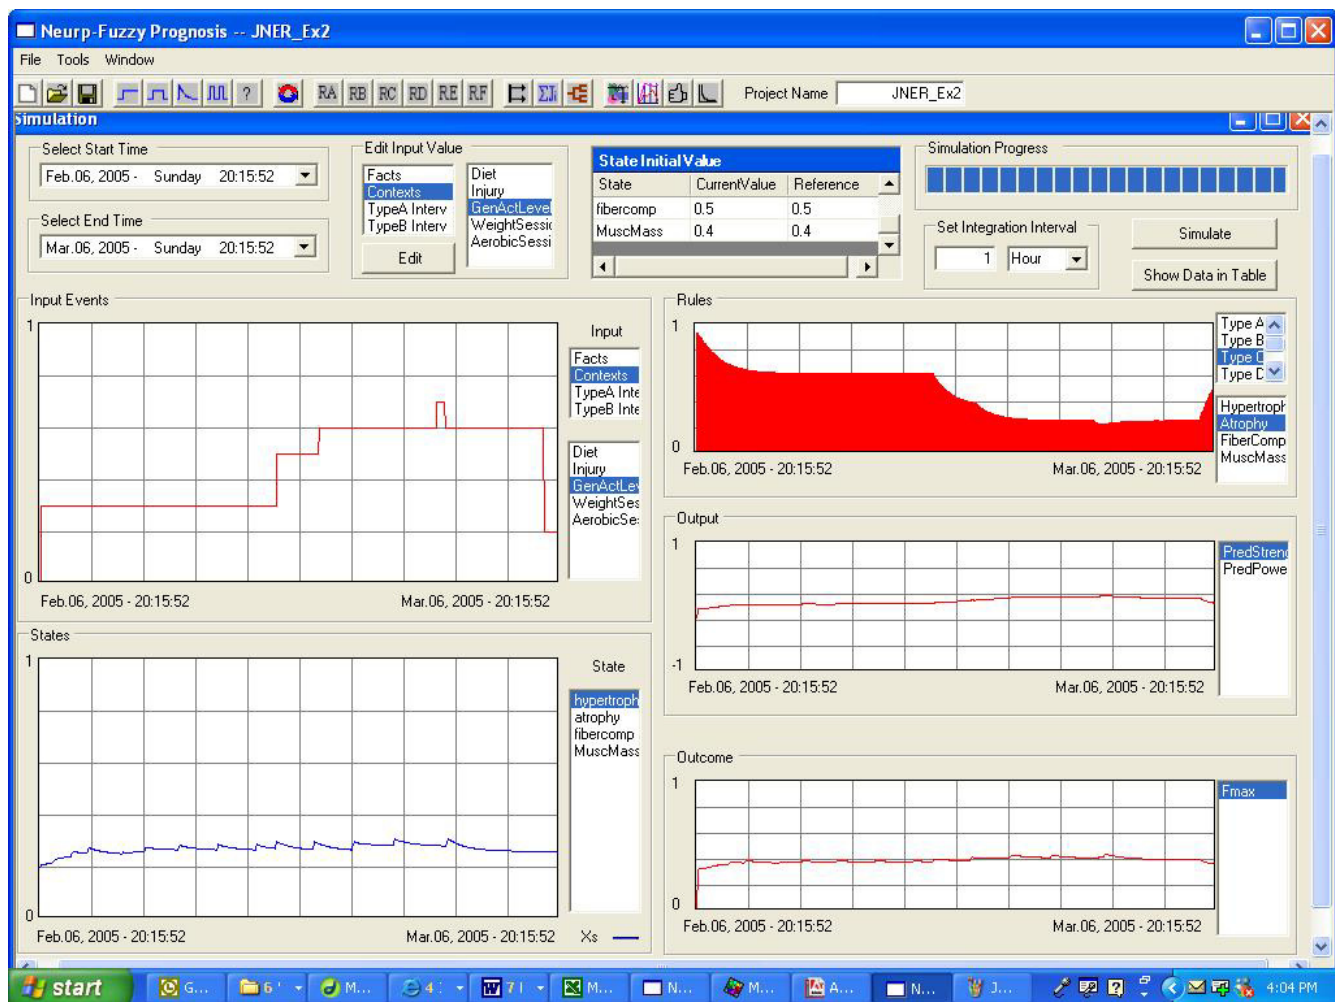 Neurp-Fuzzy Prognosis -- JNER_Ex2
File Tools Window
? RA RB RC RD RE RF Project Name JNER_Ex2
Simulation
Select Start Time
Feb.06, 2005 - Sunday 20:15:52
Select End Time
Mar.06, 2005 - Sunday 20:15:52
Edit Input Value
Facts
Contexts
TypeA Interv
TypeB Interv
Edit
Diet
Injury
GenActLevel
WeightSessi
AerobicSessi
State Initial Value
State CurrentValue Reference
fibercomp 0.5 0.5
MuscMass 0.4 0.4
Simulation Progress
Set Integration Interval
1 Hour
Simulate
Show Data in Table
Input Events
1
0
Feb.06, 2005 - 20:15:52 Mar.06, 2005 - 20:15:52
Input
Facts
Contexts
TypeA Inte
TypeB Inte
Diet
Injury
GenActLev
WeightSes
AerobicSe
Rules
1
0
Feb.06, 2005 - 20:15:52 Mar.06, 2005 - 20:15:52
Type A
Type B
Type C
Type D
Hypertroph
Atrophy
FiberComp
MuscMass
Output
1
-1
Feb.06, 2005 - 20:15:52 Mar.06, 2005 - 20:15:52
PredStren
PredPowe
States
1
0
Feb.06, 2005 - 20:15:52 Mar.06, 2005 - 20:15:52 Xs
State
hypertroph
atrophy
fibercomp
MuscMass
Outcome
1
0
Feb.06, 2005 - 20:15:52 Mar.06, 2005 - 20:15:52
Fmax
start G... 6 M... 4 7 M... N... M... A... N... J... 4:04 PM